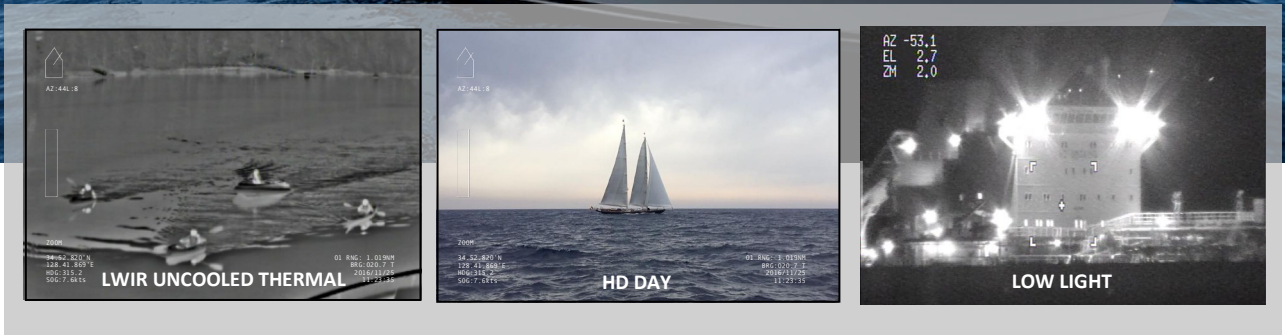 AZ:44L:8
ZOOM
34.52.820'N
128.41.869'E
HDG:315.2
SOG:7.6kts
01 RNG: 1.019NM
BRG:020.7 T
2016/11/25
11:23:35
LWIR UNCOOLED THERMAL
AZ:44L:8
ZOOM
34.52.820'N
128.41.869'E
HDG:315.2
SOG:7.6kts
01 RNG: 1.019NM
BRG:020.7 T
2016/11/25
11:23:35
HD DAY
AZ -53.1
EL 2.7
ZM 2.0
LOW LIGHT